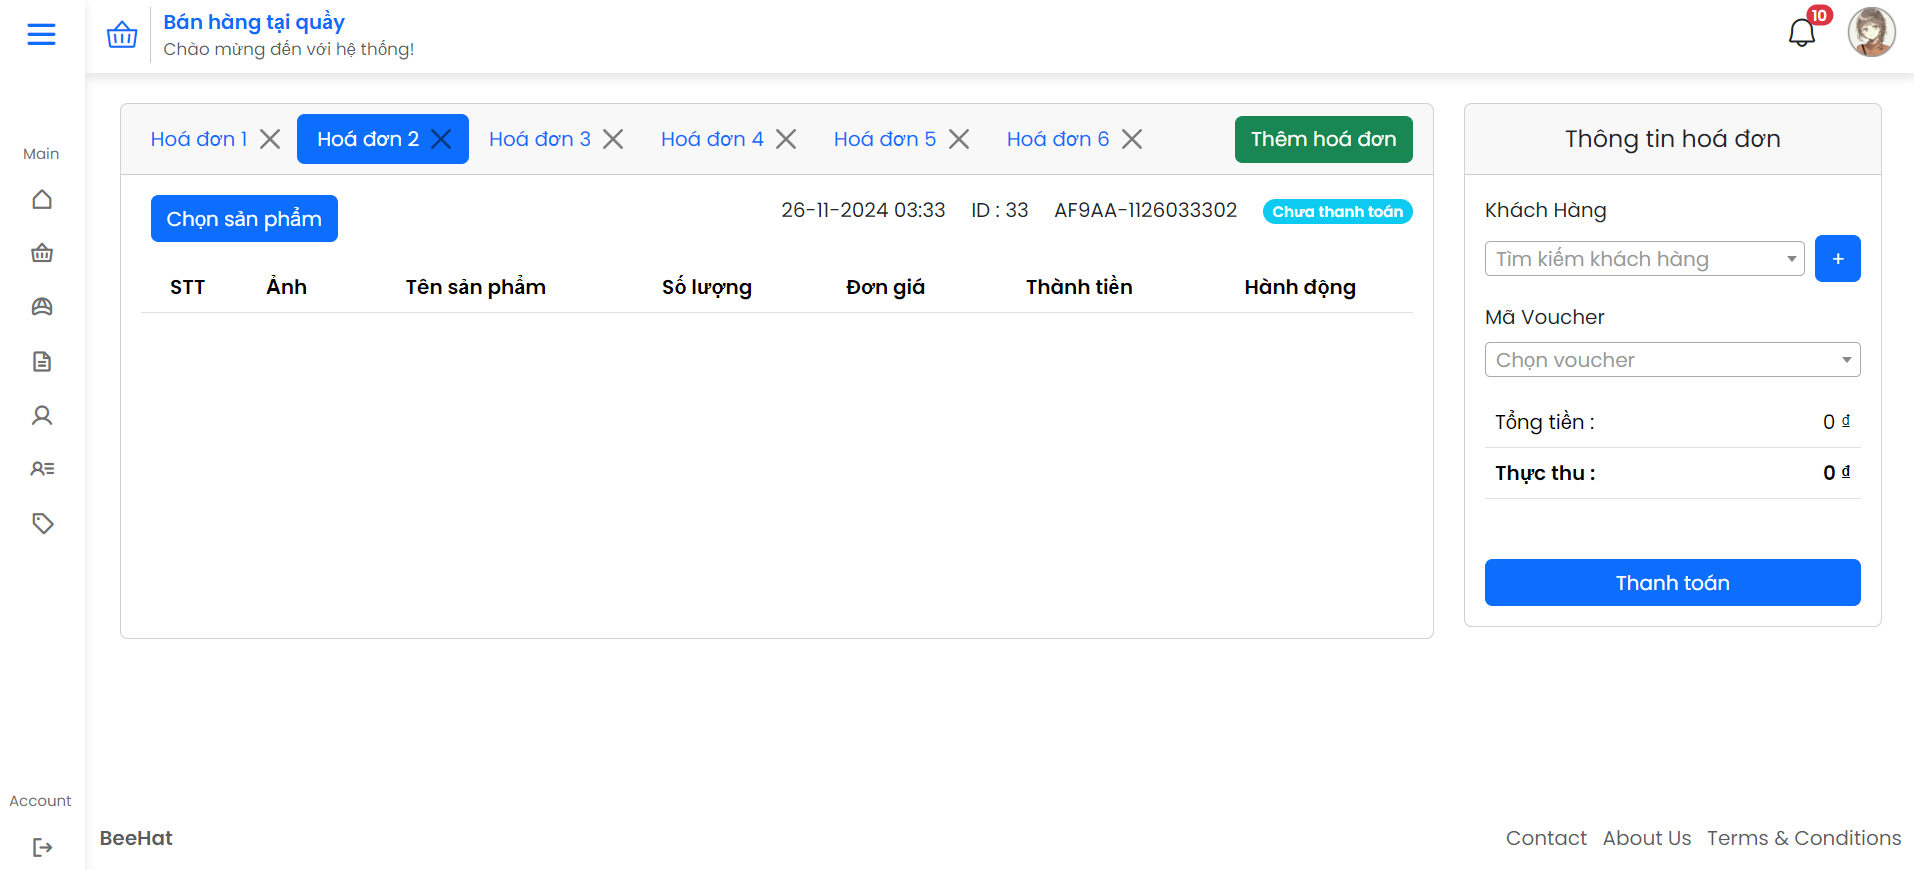 Bán hàng tại quầy
Chào mừng đến với hệ thống!
10
Main
Account
Hoá đơn 1
Hoá đơn 2
Hoá đơn 3
Hoá đơn 4
Hoá đơn 5
Hoá đơn 6
Thêm hoá đơn
Chọn sản phẩm
26-11-2024 03:33 ID : 33 AF9AA-1126033302 Chưa thanh toán
STT Ảnh Tên sản phẩm Số lượng Đơn giá Thành tiền Hành động
Thông tin hoá đơn
Khách Hàng
Tìm kiếm khách hàng
+
Mã Voucher
Chọn voucher
Tổng tiền : 0 ₫
Thực thu : 0 ₫
Thanh toán
BeeHat
Contact About Us Terms & Conditions